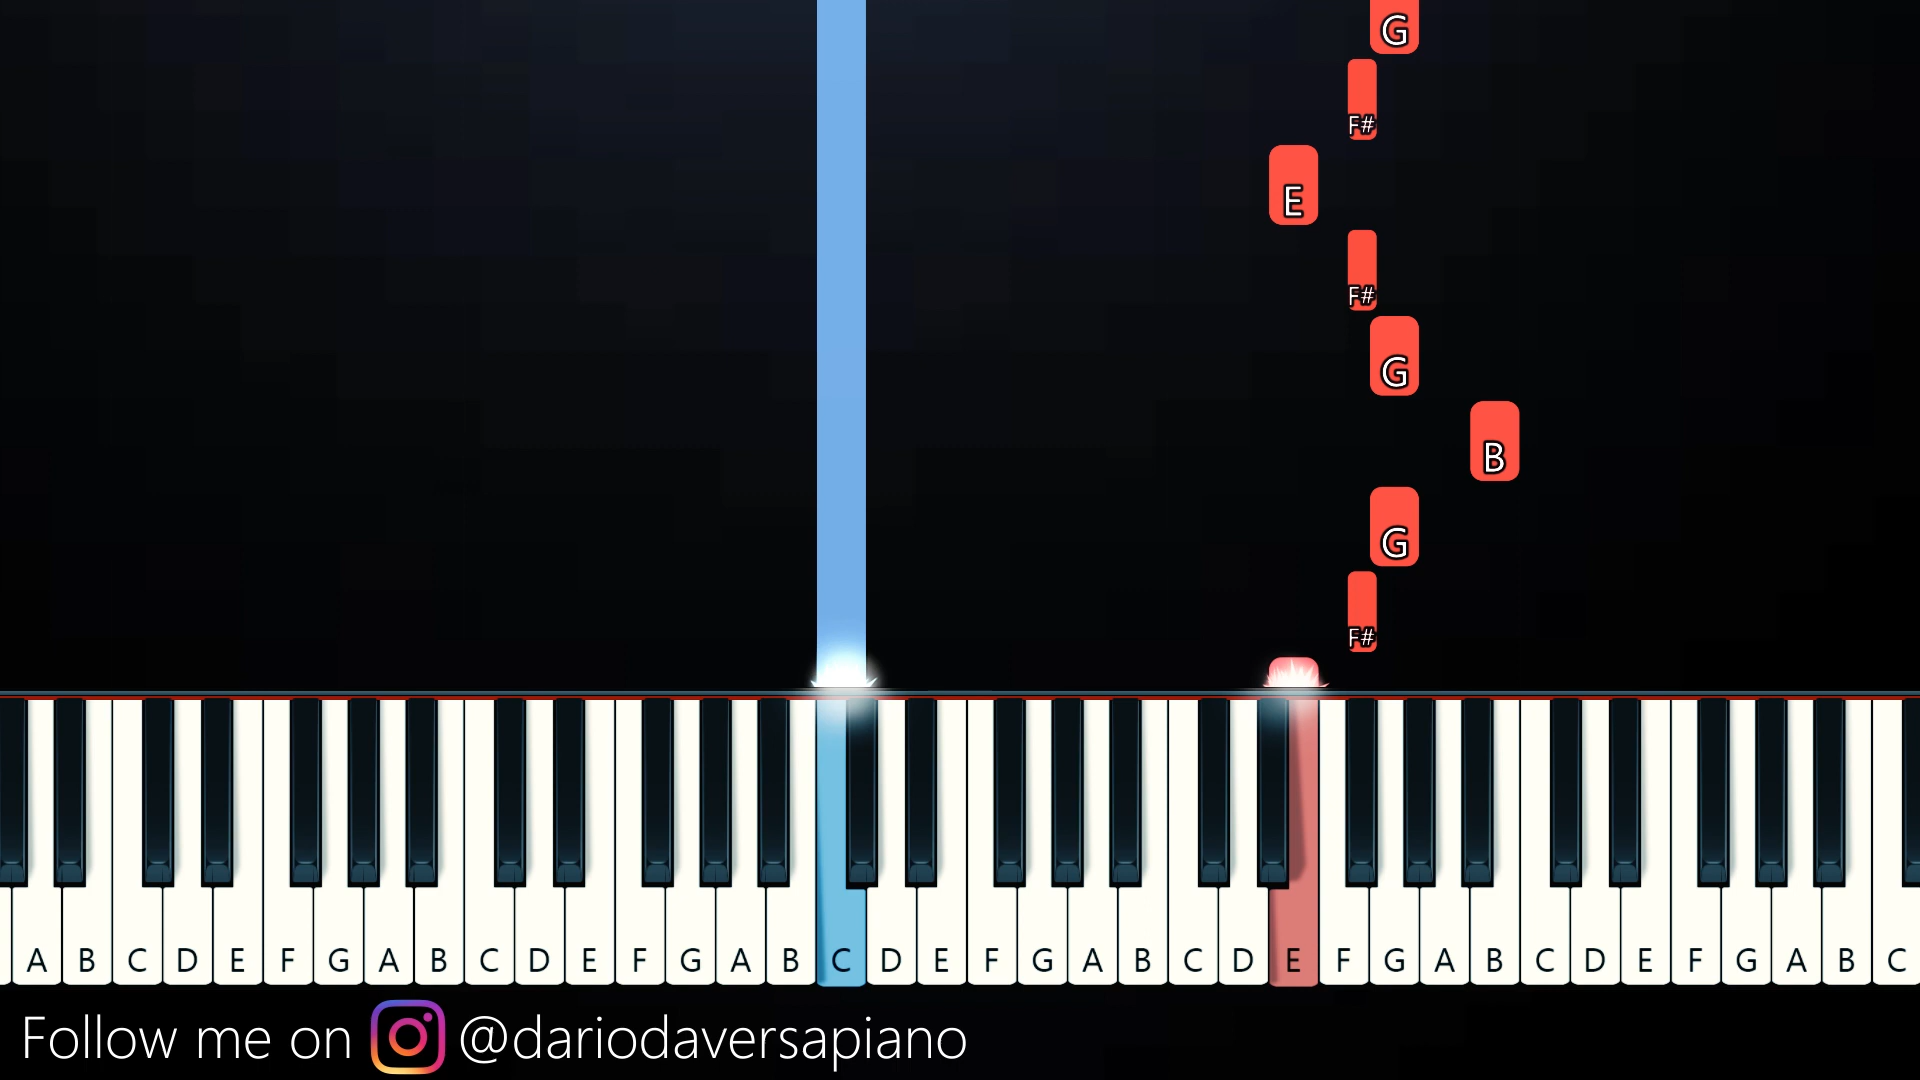 G
F#
E
F#
G
B
G
F#
A B C D E F G A B C D E F G A B C D E F G A B C D E F G A B C D E F G A B C
Follow me on @dariodaversapiano